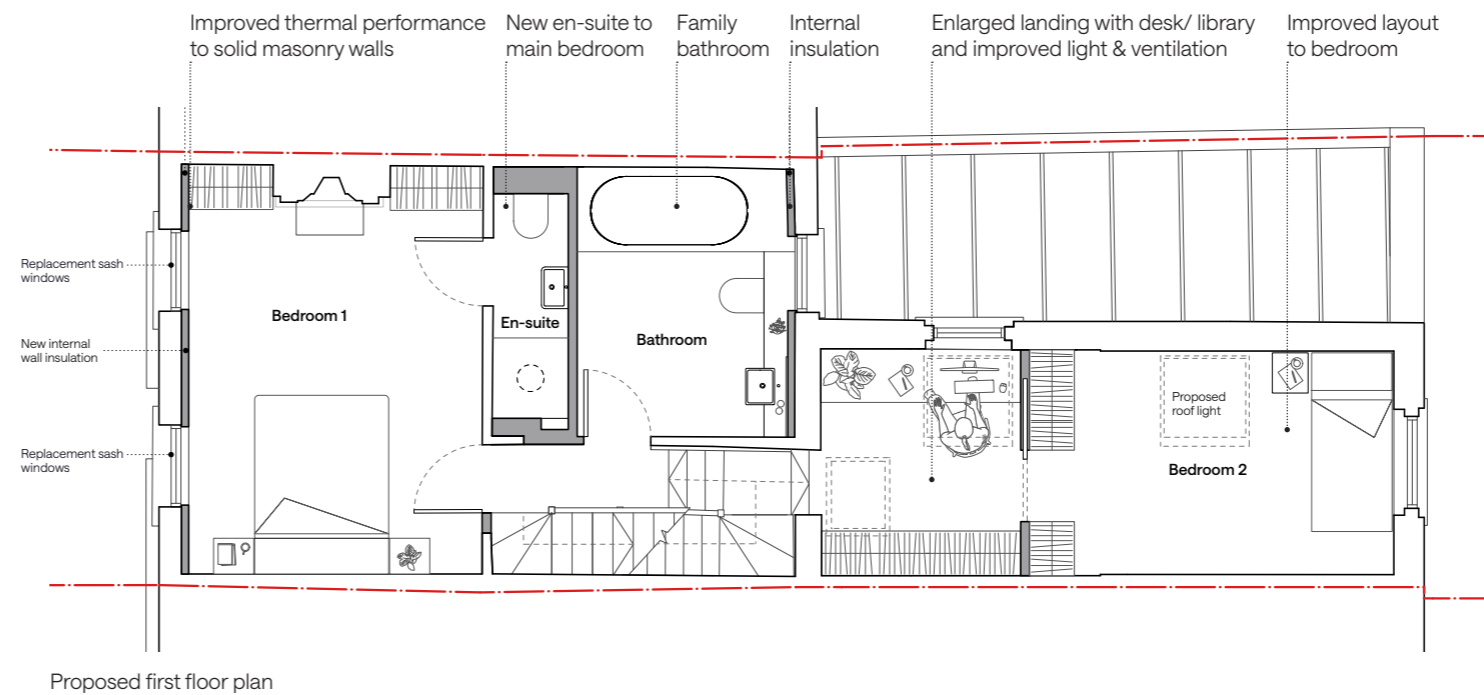 Improved thermal performance
to solid masonry walls
New en-suite to
main bedroom
Family
bathroom
Internal
insulation
Enlarged landing with desk/ library
and improved light & ventilation
Improved layout
to bedroom
Replacement sash
windows
New internal
wall insulation
Replacement sash
windows
Bedroom 1
En-suite
Bathroom
Proposed
roof light
Bedroom 2
Proposed first floor plan